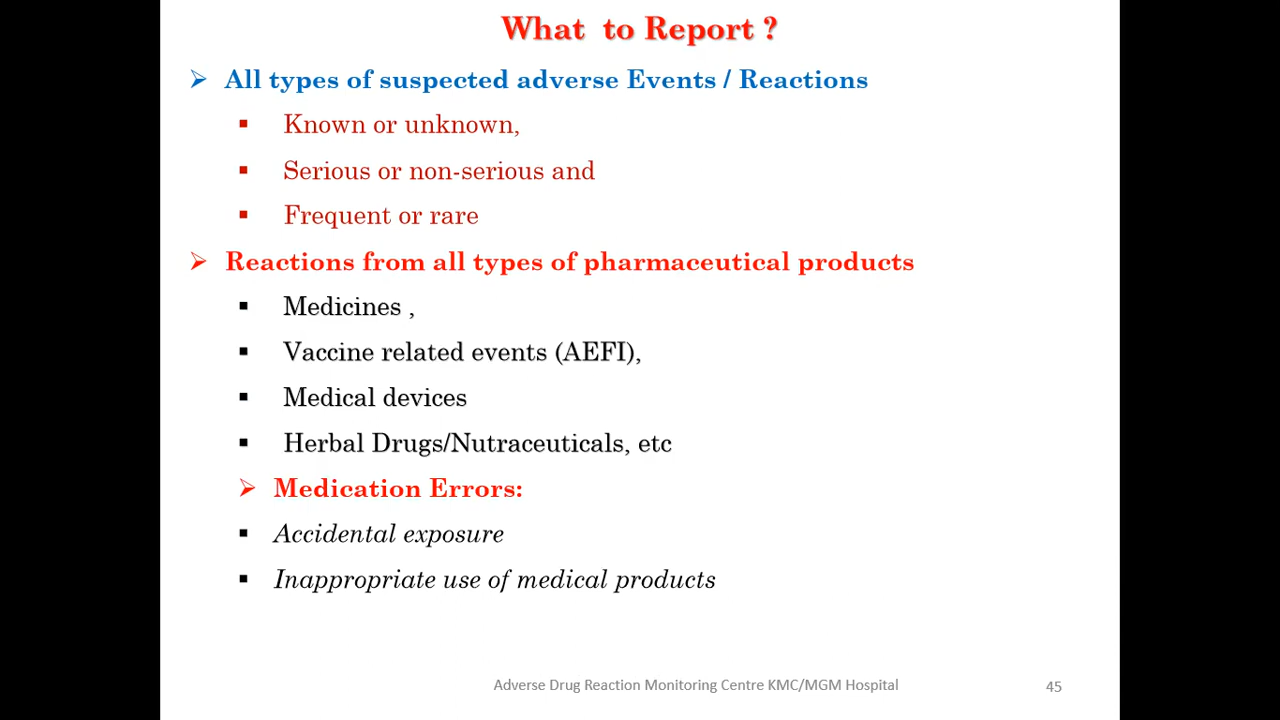 What to Report ?
All types of suspected adverse Events / Reactions
Known or unknown,
Serious or non-serious and
Frequent or rare
Reactions from all types of pharmaceutical products
Medicines ,
Vaccine related events (AEFI),
Medical devices
Herbal Drugs/Nutraceuticals, etc
Medication Errors:
Accidental exposure
Inappropriate use of medical products
Adverse Drug Reaction Monitoring Centre KMC/MGM Hospital
45